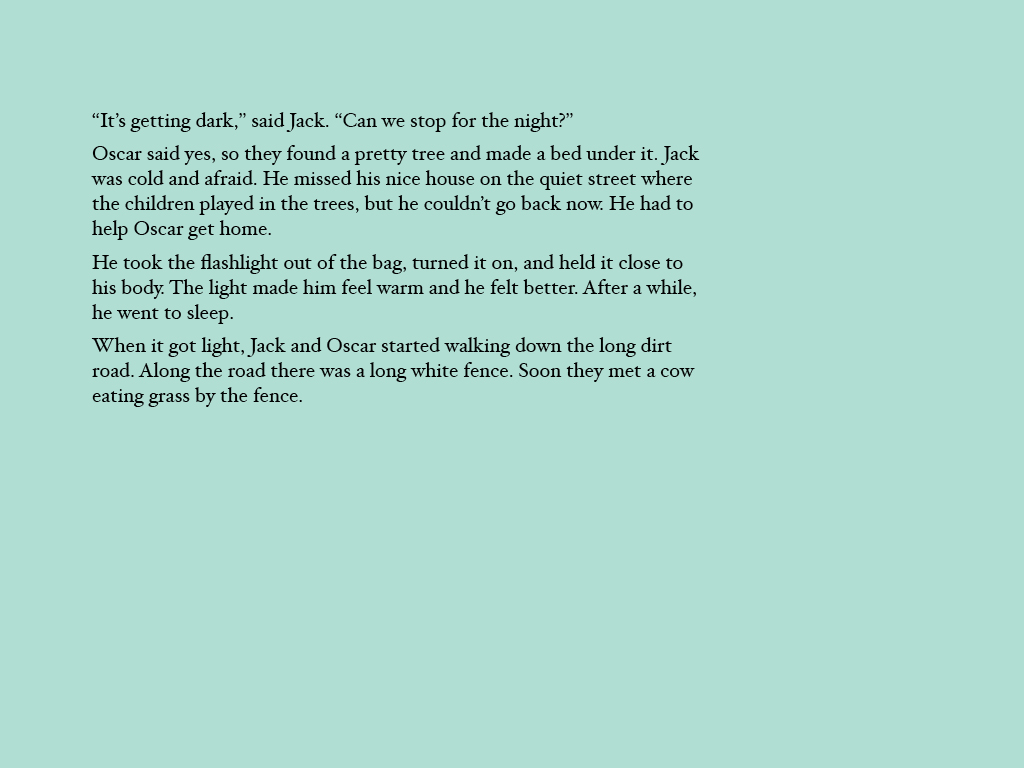 “It’s getting dark,” said Jack. “Can we stop for the night?”
Oscar said yes, so they found a pretty tree and made a bed under it. Jack
was cold and afraid. He missed his nice house on the quiet street where
the children played in the trees, but he couldn’t go back now. He had to
help Oscar get home.
He took the flashlight out of the bag, turned it on, and held it close to
his body. The light made him feel warm and he felt better. After a while,
he went to sleep.
When it got light, Jack and Oscar started walking down the long dirt
road. Along the road there was a long white fence. Soon they met a cow
eating grass by the fence.